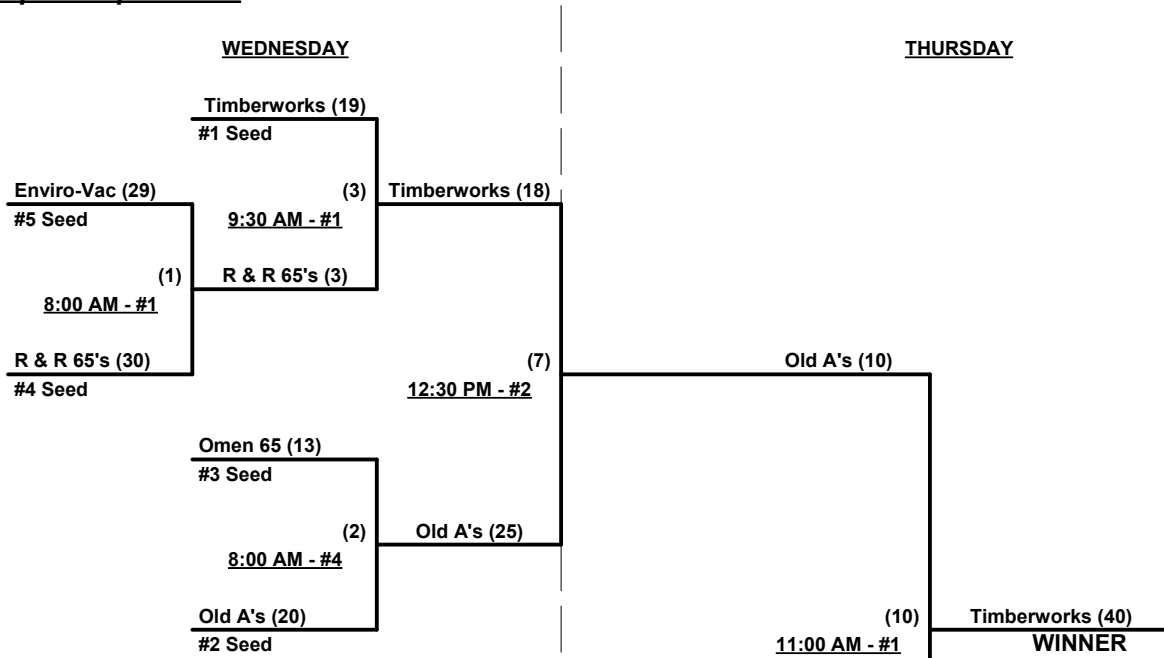 WEDNESDAY
THURSDAY
Timberworks (19)
#1 Seed
Enviro-Vac (29)
#5 Seed
(3)
9:30 AM - #1
Timberworks (18)
(1)
8:00 AM - #1
R & R 65's (3)
R & R 65's (30)
#4 Seed
(7)
12:30 PM - #2
Old A's (10)
Omen 65 (13)
#3 Seed
(2)
8:00 AM - #4
Old A's (25)
Old A's (20)
#2 Seed
(10)
11:00 AM - #1
Timberworks (40)
WINNER